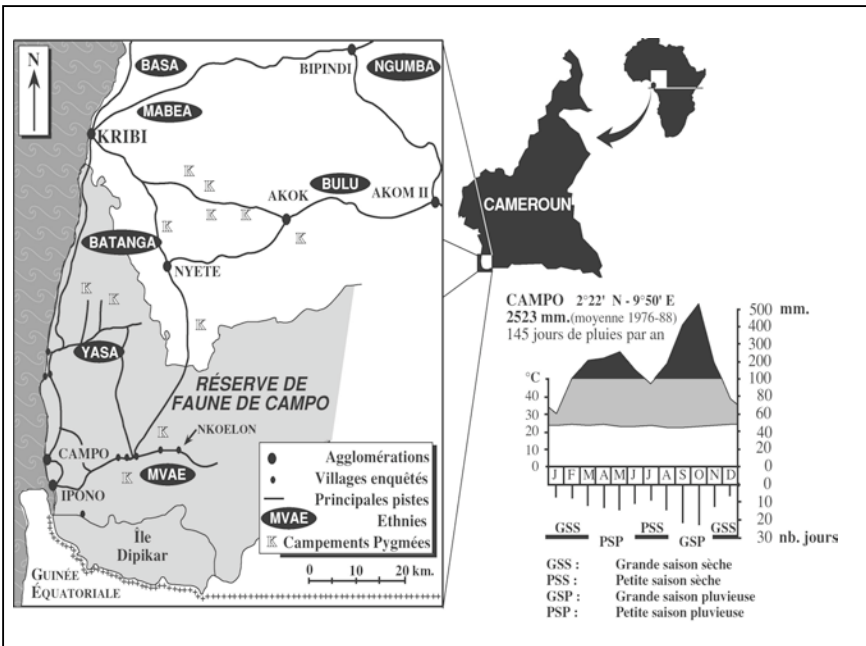 N
BASA
BIPINDI
NGUMBA
MABEA
KRIBI
BULU
AKOK
AKOM II
BATANGA
NYETE
YASA
RÉSERVE DE
FAUNE DE CAMPO
NKOELON
CAMPO
MVAE
IPONO
Île
Dipikar
GUINÉE
ÉQUATORIALE
K
K
K
K
K
K
K
K
K
K
K
K
Agglomérations
Villages enquêtés
Principales pistes
MVAE Ethnies
K Campements Pygmées
0 10 20 km.
CAMEROUN
CAMPO 2°22' N - 9°50' E
2523 mm. (moyenne 1976-88)
145 jours de pluies par an
500 mm.
400
300
200
100
80
60
40
20
0
°C
40
30
20
10
0
J F M A M J J A S O N D
0
10
20
30 nb. jours
GSS PSP PSS GSP GSS
GSS : Grande saison sèche
PSS : Petite saison sèche
GSP : Grande saison pluvieuse
PSP : Petite saison pluvieuse